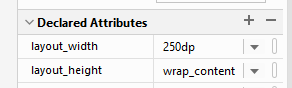 Declared Attributes
layout_width 250dp
layout_height wrap_content